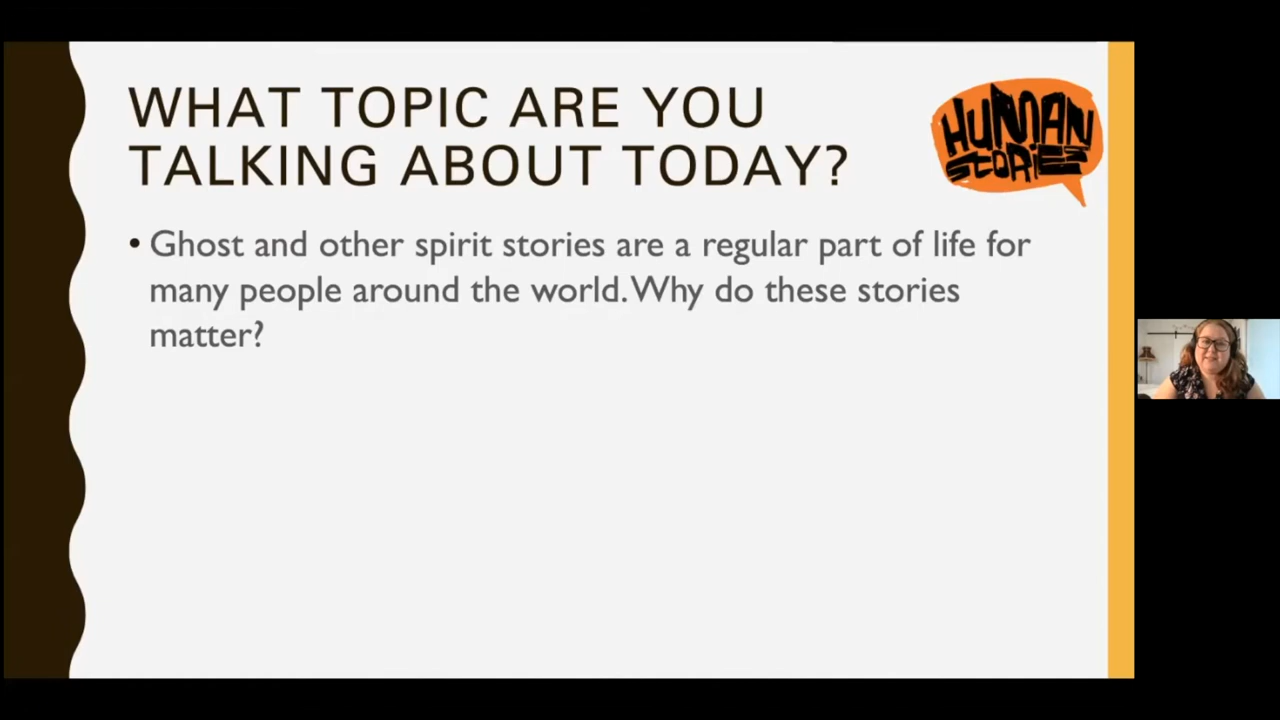 WHAT TOPIC ARE YOU
TALKING ABOUT TODAY?
HUMAN
STORIES
• Ghost and other spirit stories are a regular part of life for
many people around the world. Why do these stories
matter?